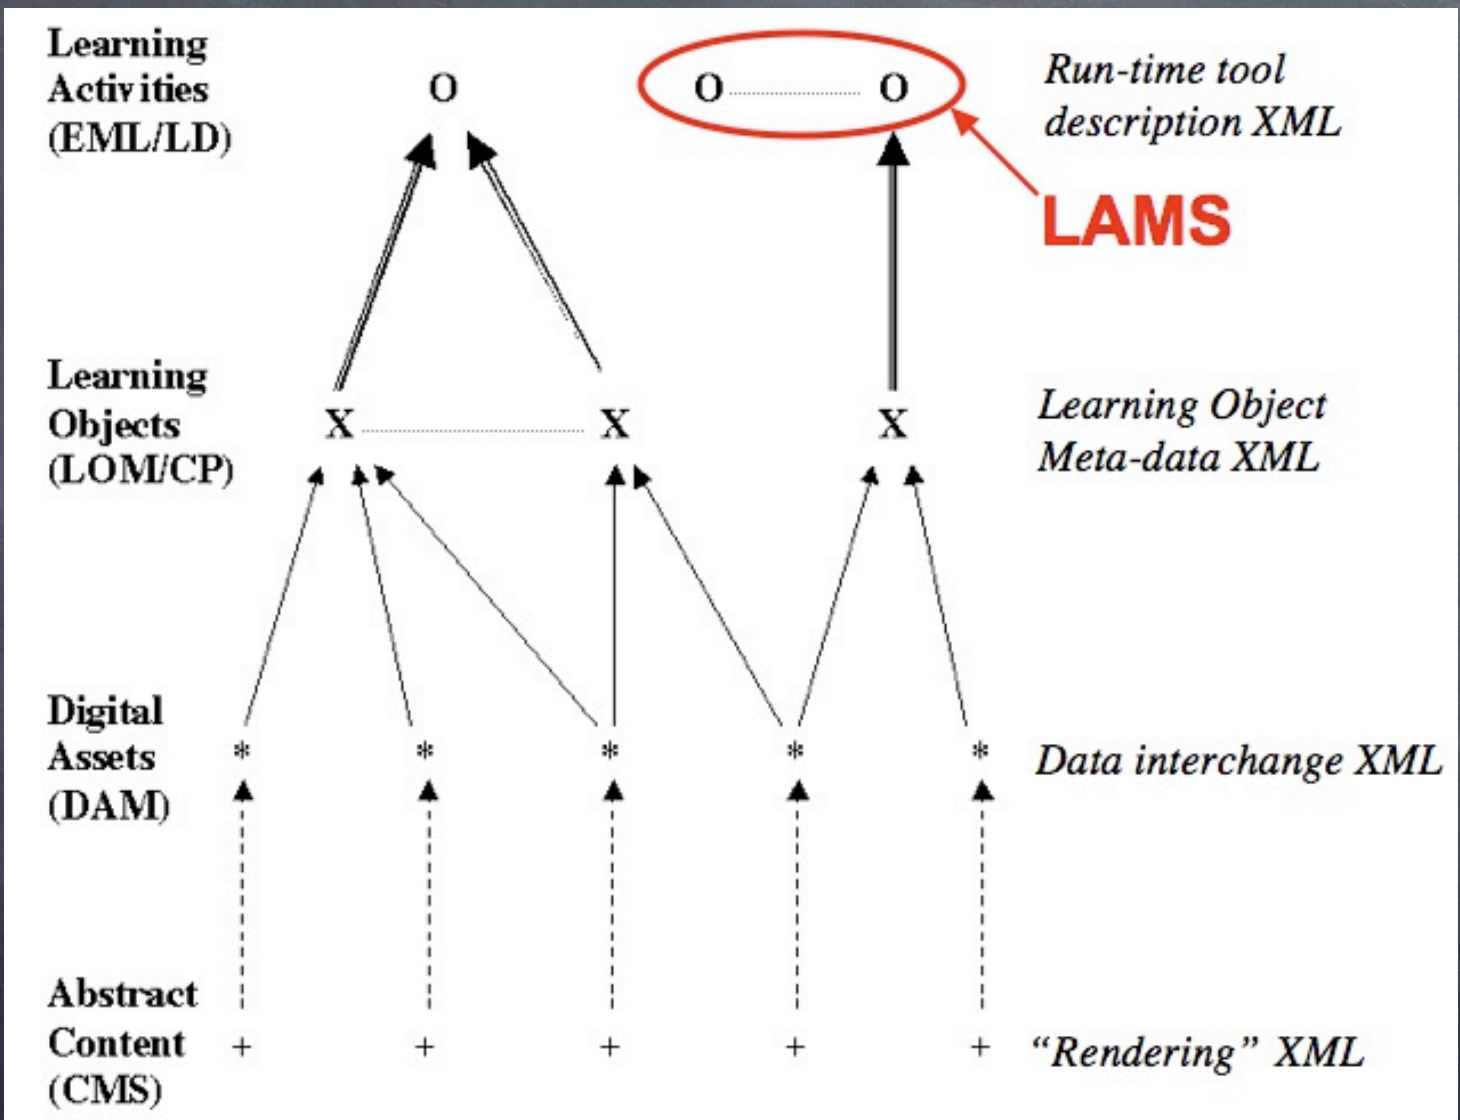 Learning
Activities
(EML/LD)
O
O
O
Run-time tool
description XML
LAMS
Learning
Objects
(LOM/CP)
X
X
X
Learning Object
Meta-data XML
Digital
Assets
(DAM)
* * * * *
Data interchange XML
Abstract
Content
(CMS)
+ + + + +
“Rendering” XML